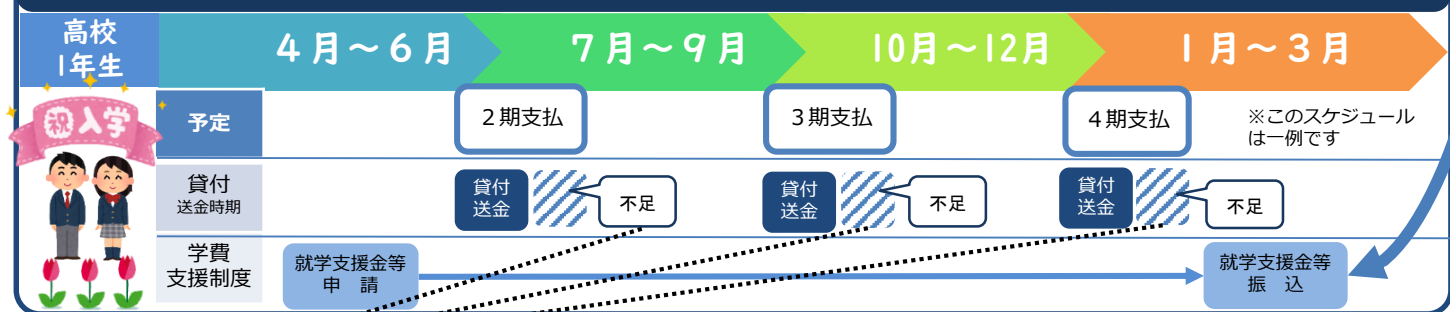 高校
1年生
4月～6月
7月～9月
10月～12月
1月～3月
祝入学
予定
2期支払
3期支払
4期支払
※このスケジュール
は一例です
貸付
送金時期
貸付
送金
不足
貸付
送金
不足
貸付
送金
不足
学費
支援制度
就学支援金等
申　請
就学支援金等
振　込